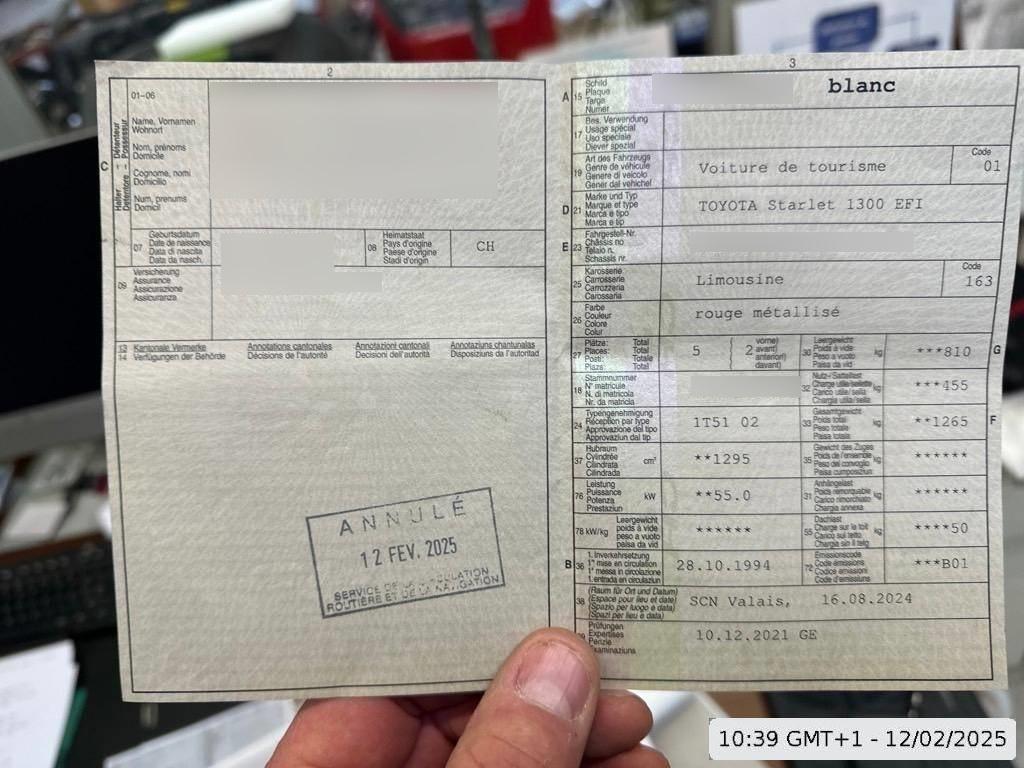 2
01-06
Name, Vornamen
Wohnort
Nom, prénoms
Domicile
Cognome, nomi
Domicilio
Num, prenums
Domicil
C
Halter Détenteur
Detentore - Possessur
07
Geburtsdatum
Date de naissance
Data di nascita
Data da nasch.
08
Heimatstaat
Pays d'origine
Paese d'origine
Stadi d'origin
CH
09
Versicherung
Assurance
Assicurazione
Assicuranza
13 Kantonale Vermerke Annotations cantonales Annotazioni cantonali Annotaziuns chantunalas
14 Verfügungen der Behörde Décisions de l'autorité Decisioni dell'autorità Disposiziuns da l'autoritad
ANNULÉ
12 FEV. 2025
SERVICE DE LA CIRCULATION
ROUTIÈRE ET DE LA NAVIGATION
3
A 15
Schild
Plaque
Targa
Numer
blanc
17
Bes. Verwendung
Usage spécial
Uso speciale
Diever spezial
19
Art des Fahrzeugs
Genre de véhicule
Genere di veicolo
Gener dal vehichel
Voiture de tourisme
Code
01
D 21
Marke und Typ
Marque et type
Marca e tipo
Marca e tip
TOYOTA Starlet 1300 EFI
E 23
Fahrgestell-Nr.
Châssis no
Telaio n.
Schassis nr.
25
Karosserie
Carrosserie
Carrozzeria
Carossaria
Limousine
Code
163
26
Farbe
Couleur
Colore
Colur
rouge métallisé
27
Plätze: Total
Places: Total
Posti: Totale
Plazs: Total
5
2
vorne)
avant)
anteriori)
davant)
30
Leergewicht
Poids à vide
Peso a vuoto
Paisa da vid
kg
***810
G
18
Stammnummer
N° matricule
N. di matricola
Nr. da matricla
32
Nutz-/Sattellast
Charge utile/sellette
Carico utile/sella
Chargia utila/sella
kg
***455
24
Typengenehmigung
Réception par type
Approvazione del tipo
Approvaziun dal tip
1T51 02
33
Gesamtgewicht
Poids total
Peso totale
Paisa totala
kg
**1265
F
37
Hubraum
Cylindrée
Cilindrata
Cilindrada
cm³
**1295
35
Gewicht des Zuges
Poids de l'ensemble
Peso del convoglio
Paisa cumposiziun
kg
******
76
Leistung
Puissance
Potenza
Prestaziun
kW
**55.0
31
Anhängelast
Poids remorquable
Carico rimorchiato
Chargia annexa
kg
******
78 kW/kg
Leergewicht
poids à vide
peso a vuoto
paisa da vid
******
55
Dachlast
Charge sur le toit
Carico sul tetto
Chargia sin il tetg
kg
****50
B 36
1. Inverkehrsetzung
1re mise en circulation
1a messa in circolazione
1. entrada en circulaziun
28.10.1994
72
Emissionscode
Code émissions
Codice emissioni
Code d'emissiuns
***B01
38
(Raum für Ort und Datum)
(Espace pour lieu et date)
(Spazio per luogo e data)
(Spazi per lieu e data)
SCN Valais, 16.08.2024
39
Prüfungen
Expertises
Perizie
Examinaziuns
10.12.2021 GE
10:39 GMT+1 - 12/02/2025